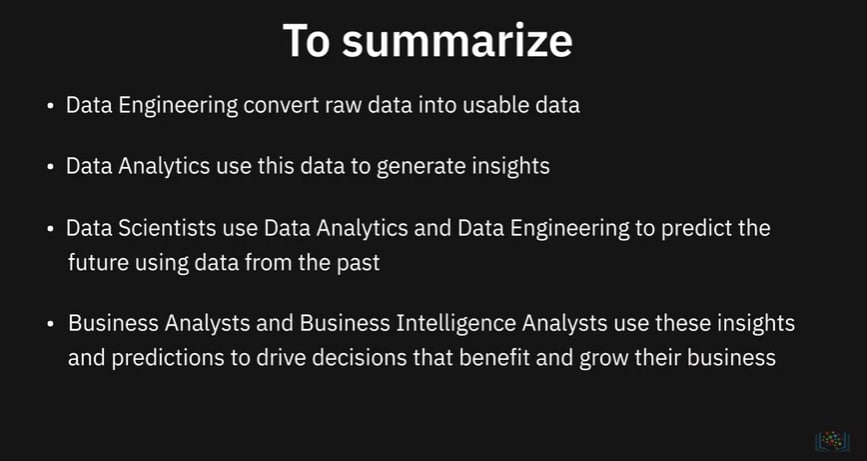 To summarize
• Data Engineering convert raw data into usable data
• Data Analytics use this data to generate insights
• Data Scientists use Data Analytics and Data Engineering to predict the
future using data from the past
• Business Analysts and Business Intelligence Analysts use these insights
and predictions to drive decisions that benefit and grow their business